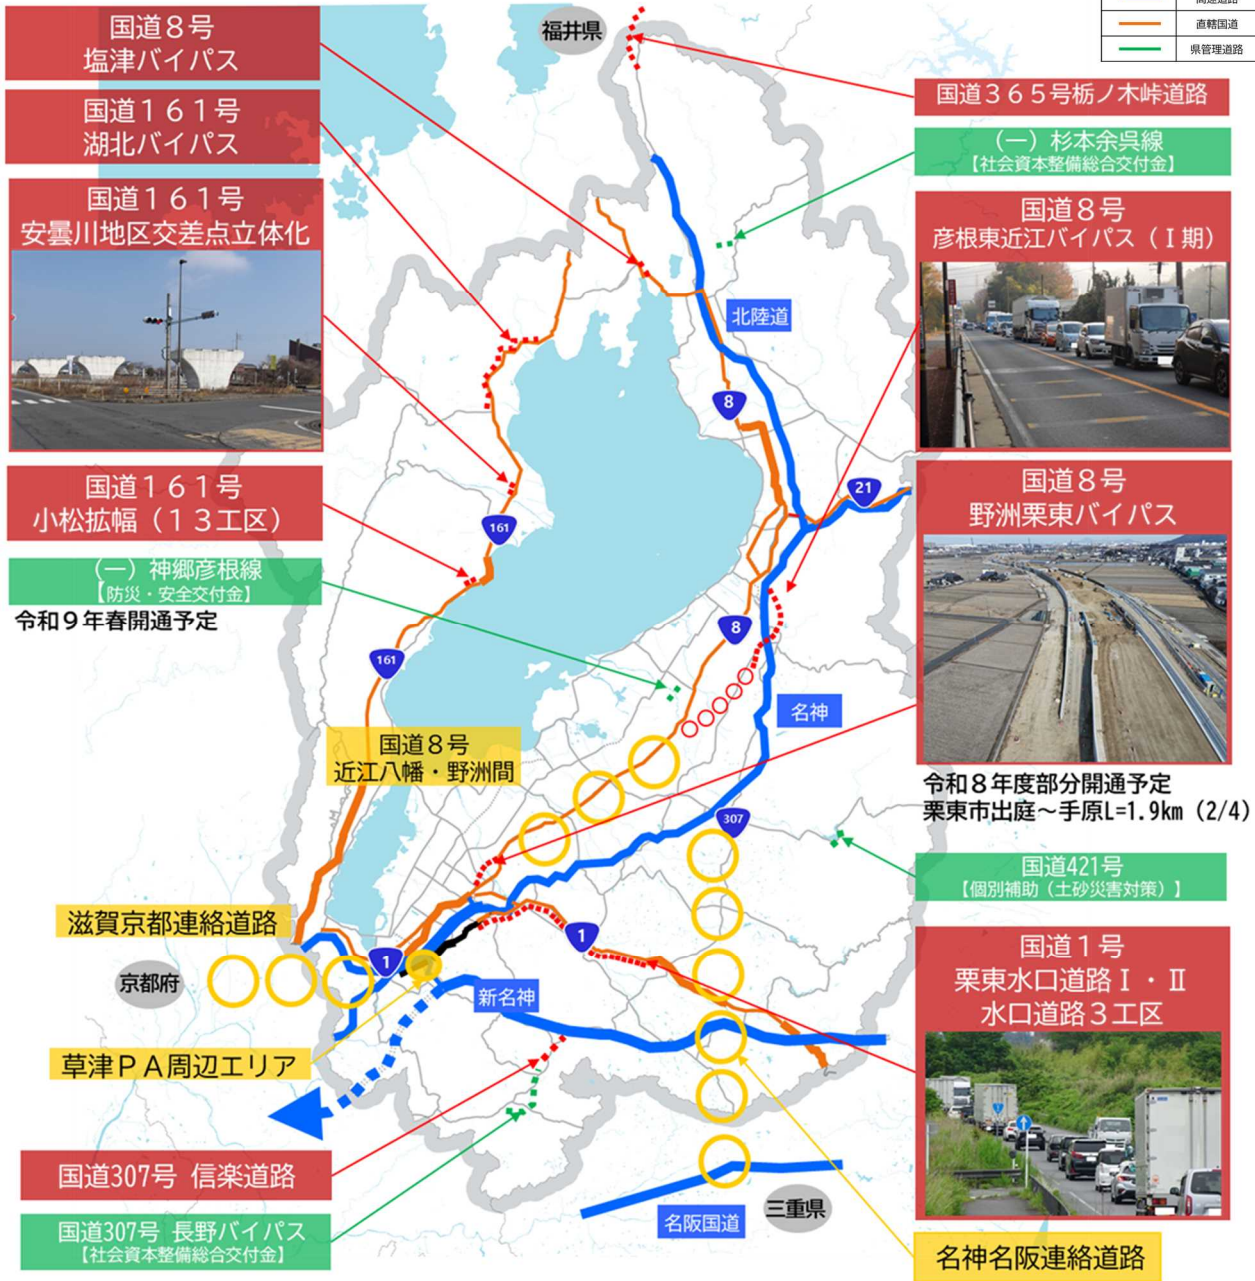 国道8号
塩津バイパス
国道161号
湖北バイパス
国道161号
安曇川地区交差点立体化
国道161号
小松拡幅(13工区)
(一)神郷彦根線
【防災・安全交付金】
令和9年春開通予定
福井県
直轄国道
県管理道路
国道365号栃ノ木峠道路
(一)杉本余呉線
【社会資本整備総合交付金】
国道8号
彦根東近江バイパス(Ⅰ期)
国道8号
野洲栗東バイパス
令和8年度部分開通予定
栗東市出庭～手原L=1.9km (2/4)
国道421号
【個別補助(土砂災害対策)】
国道1号
栗東水口道路Ⅰ・Ⅱ
水口道路3工区
北陸道
8
21
161
8
161
名神
国道8号
近江八幡・野洲間
307
滋賀京都連絡道路
京都府
1
1
新名神
草津PA周辺エリア
国道307号 信楽道路
国道307号 長野バイパス
【社会資本整備総合交付金】
名阪国道
三重県
名神名阪連絡道路